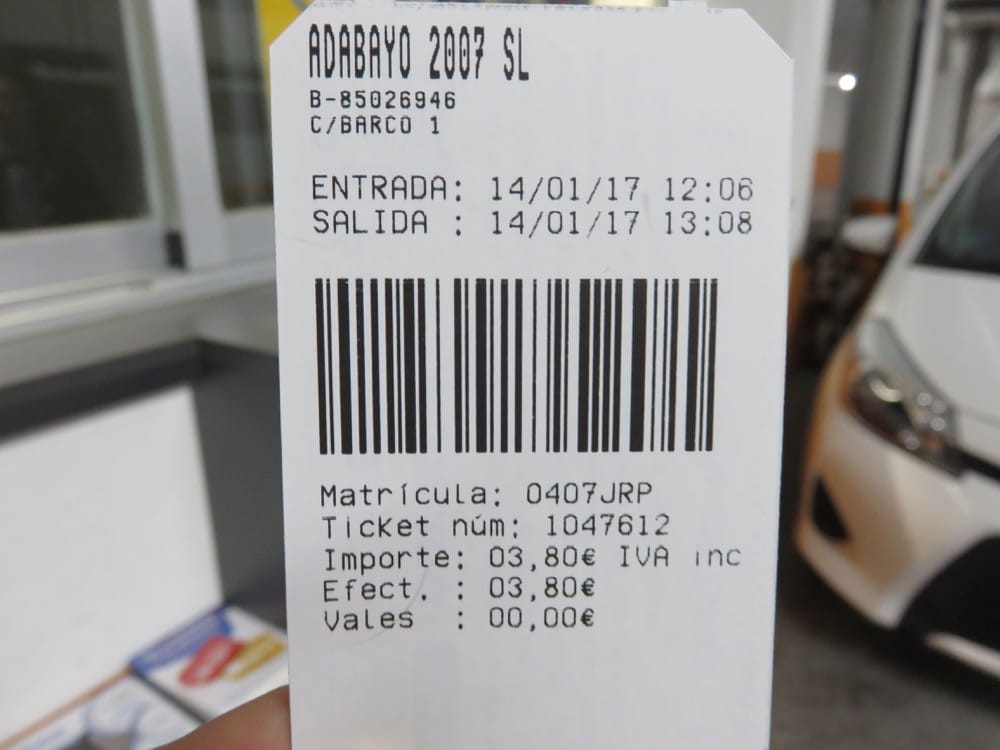 ADABAYO 2007 SL
B-85026946
C/BARCO 1
ENTRADA: 14/01/17 12:06
SALIDA : 14/01/17 13:08
Matrícula: 0407JRP
Ticket núm: 1047612
Importe: 03,80€ IVA inc
Efect. : 03,80€
Vales : 00,00€